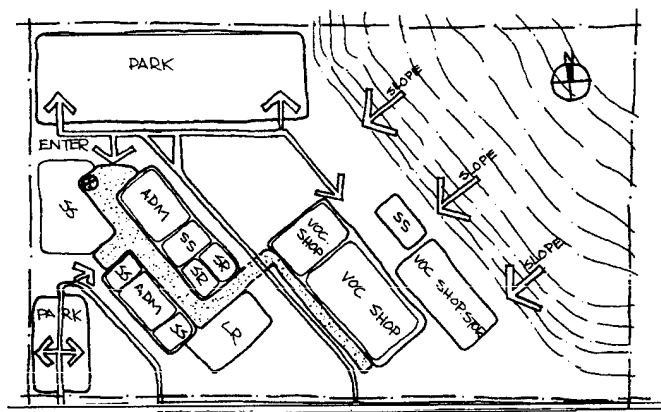 PARK
N
SLOPE
ENTER
SLOPE
SS
ADM
SS
SR
SR
VOC.
SHOP
SS
SLOPE
VOC SHOP
VOC SHOP STOR
SS
ADM
SS
PARK
SR